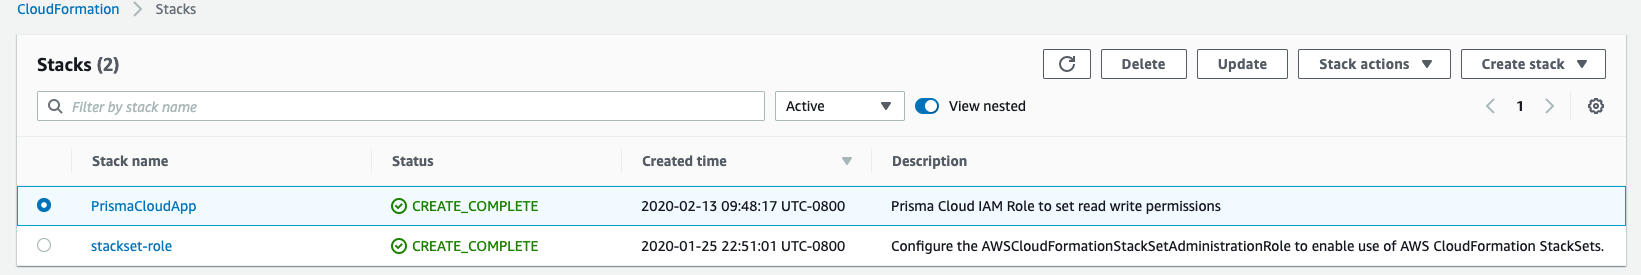 CloudFormation > Stacks
Stacks (2)
Delete
Update
Stack actions
Create stack
Filter by stack name
Active
View nested
1
Stack name Status Created time Description
PrismaCloudApp CREATE_COMPLETE 2020-02-13 09:48:17 UTC-0800 Prisma Cloud IAM Role to set read write permissions
stackset-role CREATE_COMPLETE 2020-01-25 22:51:01 UTC-0800 Configure the AWSCloudFormationStackSetAdministrationRole to enable use of AWS CloudFormation StackSets.